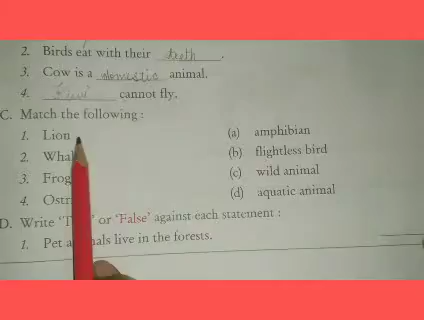 2. Birds eat with their teeth.
3. Cow is a domestic animal.
4. Kiwi cannot fly.
C. Match the following :
1. Lion (a) amphibian
2. Wha (b) flightless bird
3. Frog (c) wild animal
4. Ostr (d) aquatic animal
D. Write 'T ' or 'False' against each statement :
1. Pet a als live in the forests.